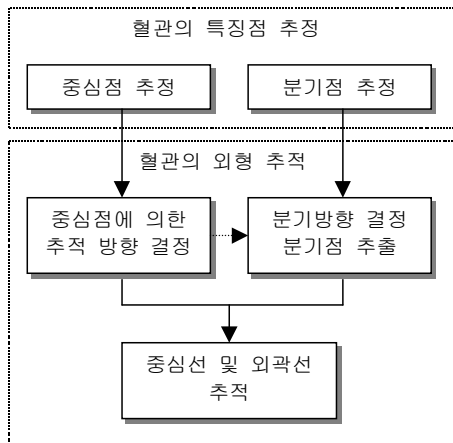 혈관의 특징점 추정
중심점 추정
분기점 추정
혈관의 외형 추적
중심점에 의한
추적 방향 결정
분기방향 결정
분기점 추출
중심선 및 외곽선
추적